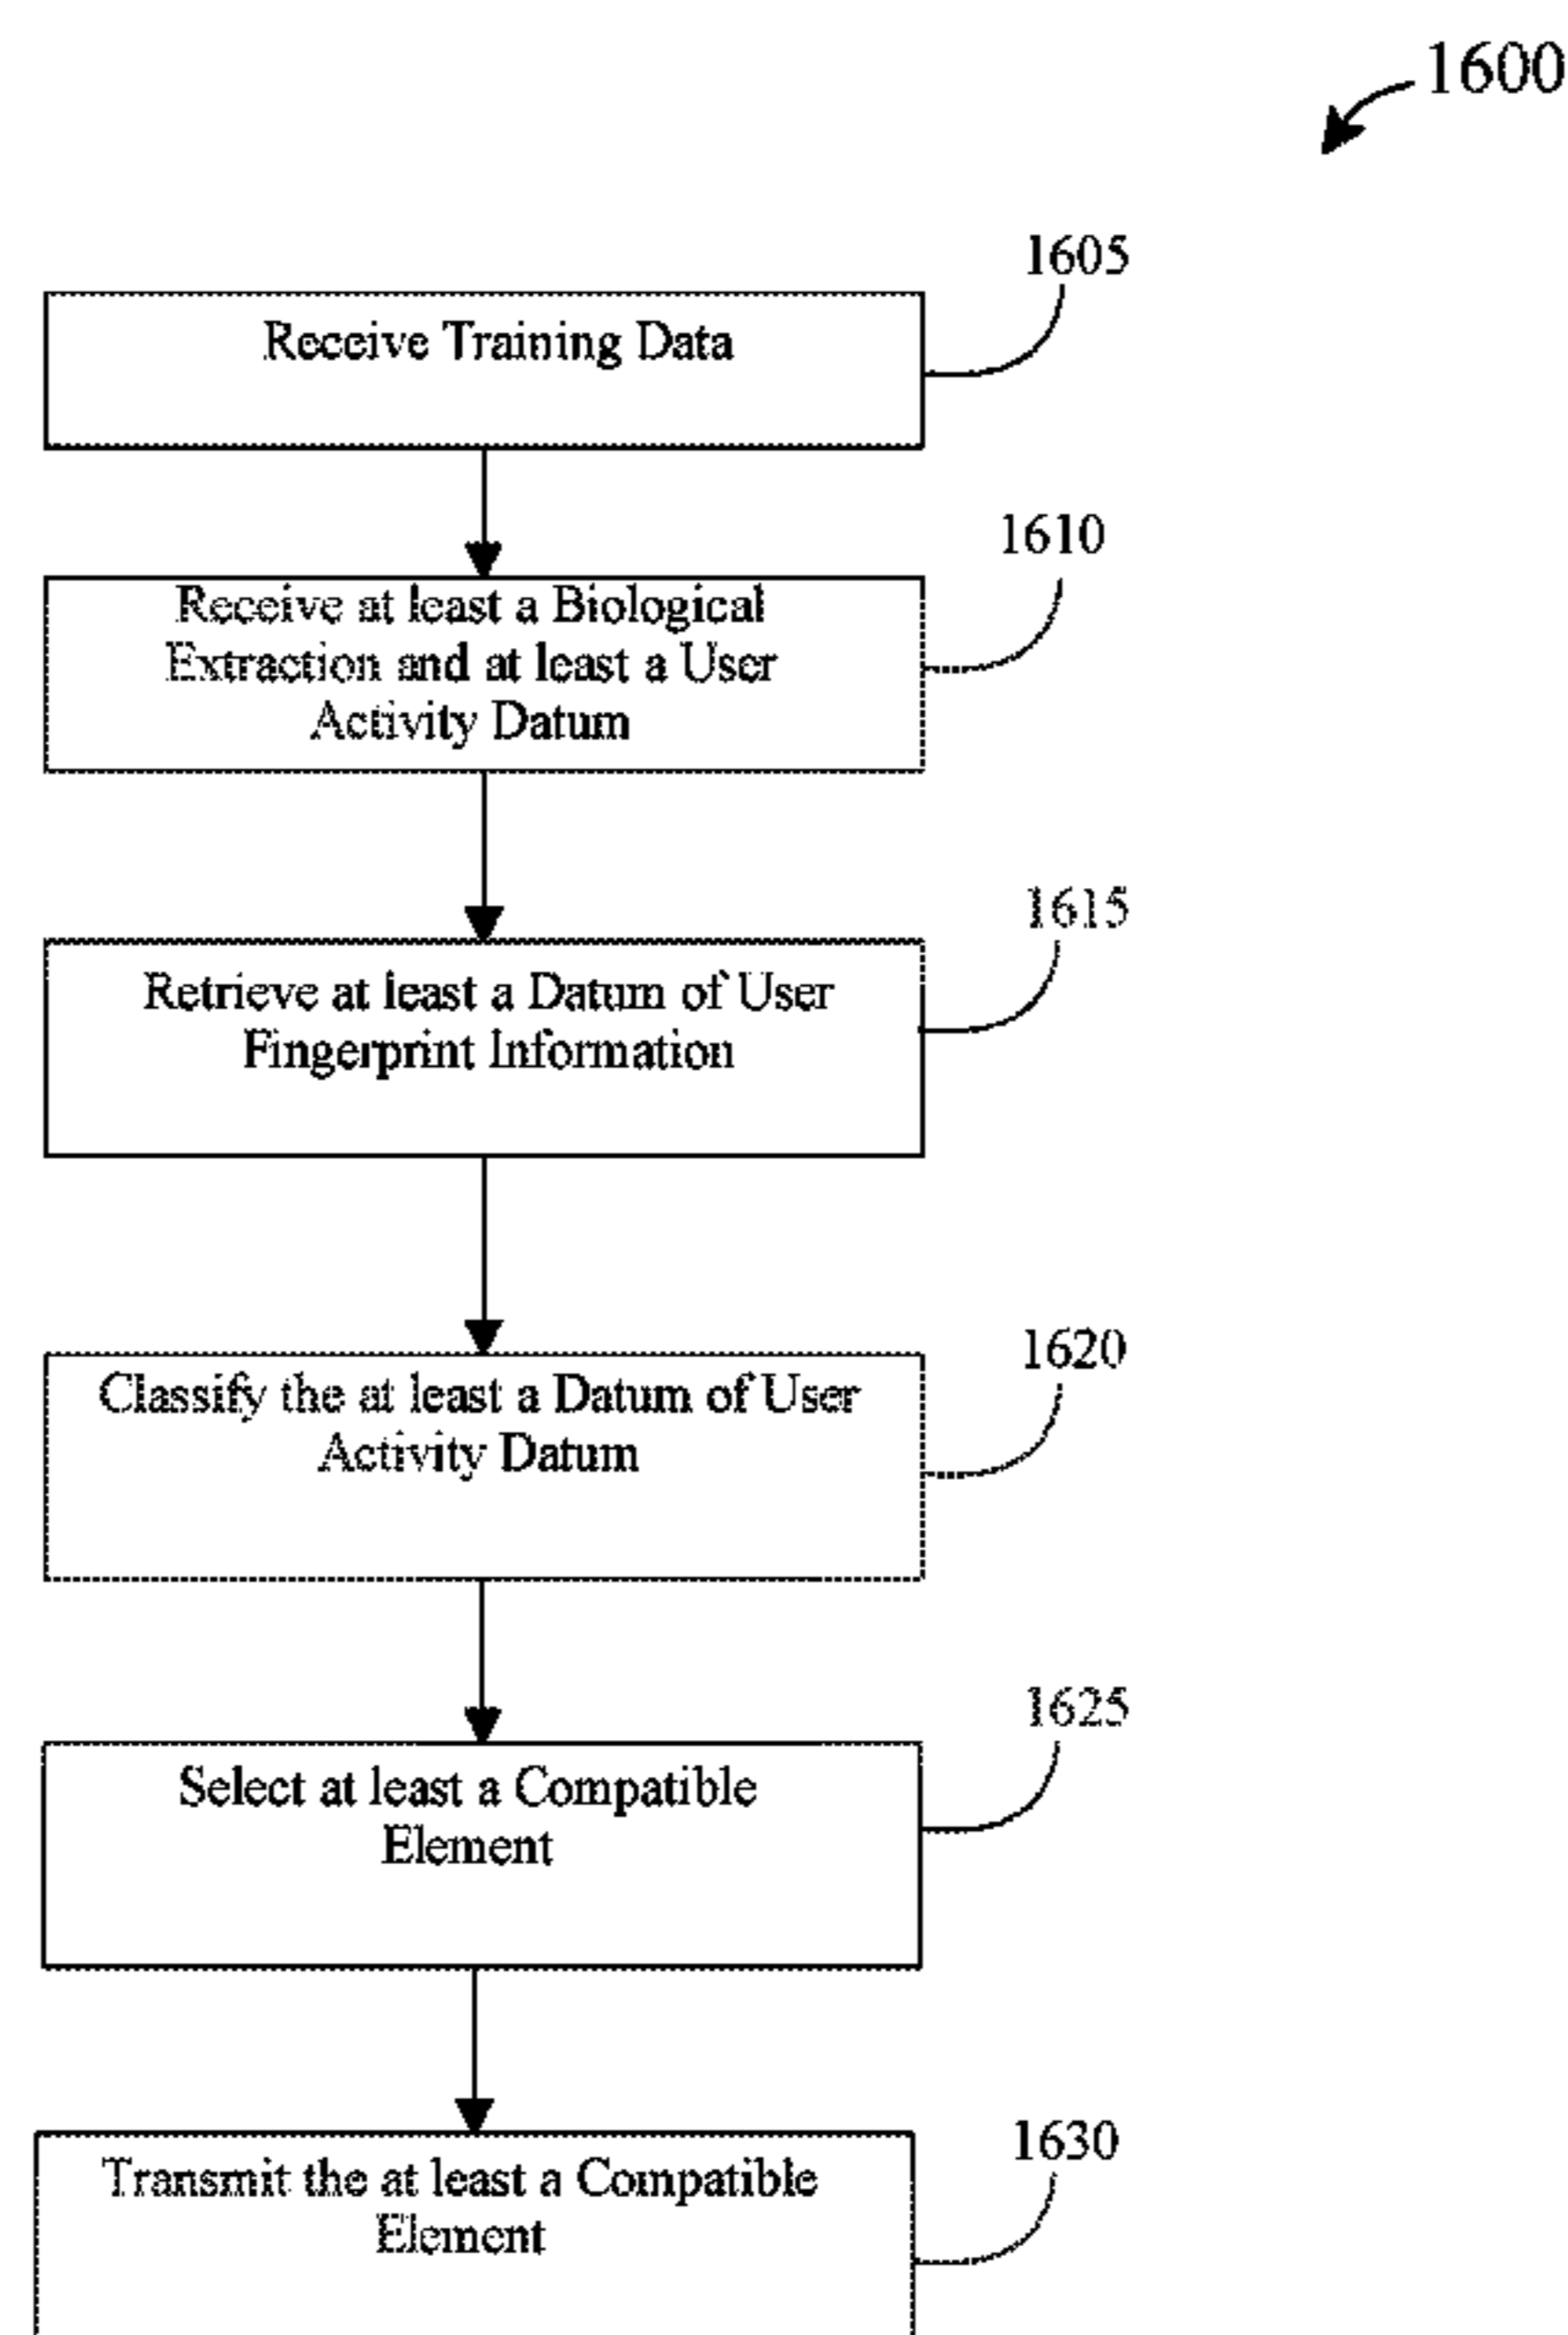 1600
1605
Receive Training Data
1610
Receive at least a Biological
Extraction and at least a User
Activity Datum
1615
Retrieve at least a Datum of User
Fingerprint Information
1620
Classify the at least a Datum of User
Activity Datum
1625
Select at least a Compatible
Element
1630
Transmit the at least a Compatible
Element